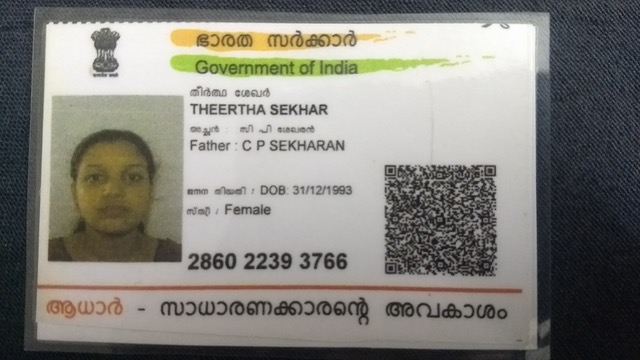 ഭാരത സർക്കാർ
Government of India
തീർത്ഥ ശേഖർ
THEERTHA SEKHAR
അച്ഛൻ : സി പി ശേഖരൻ
Father : C P SEKHARAN
ജനന തിയതി / DOB: 31/12/1993
സ്ത്രീ / Female
2860 2239 3766
ആധാർ - സാധാരണക്കാരന്റെ അവകാശം